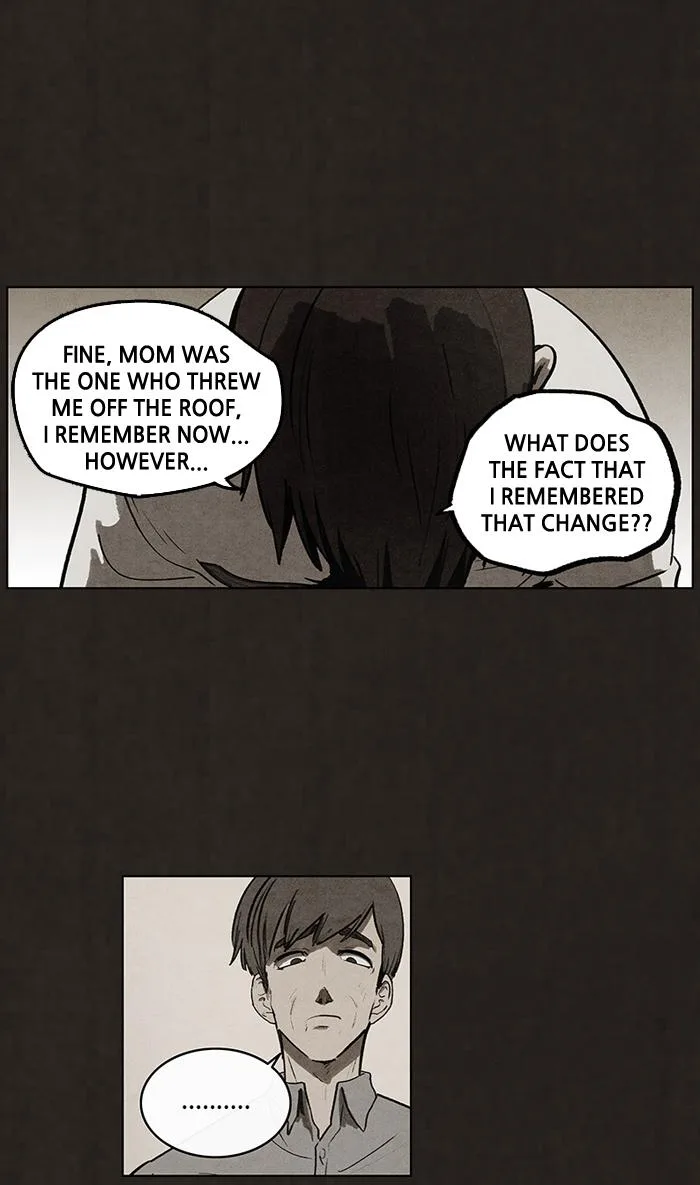 FINE, MOM WAS
THE ONE WHO THREW
ME OFF THE ROOF,
I REMEMBER NOW...
HOWEVER...
WHAT DOES
THE FACT THAT
I REMEMBERED
THAT CHANGE??
..........